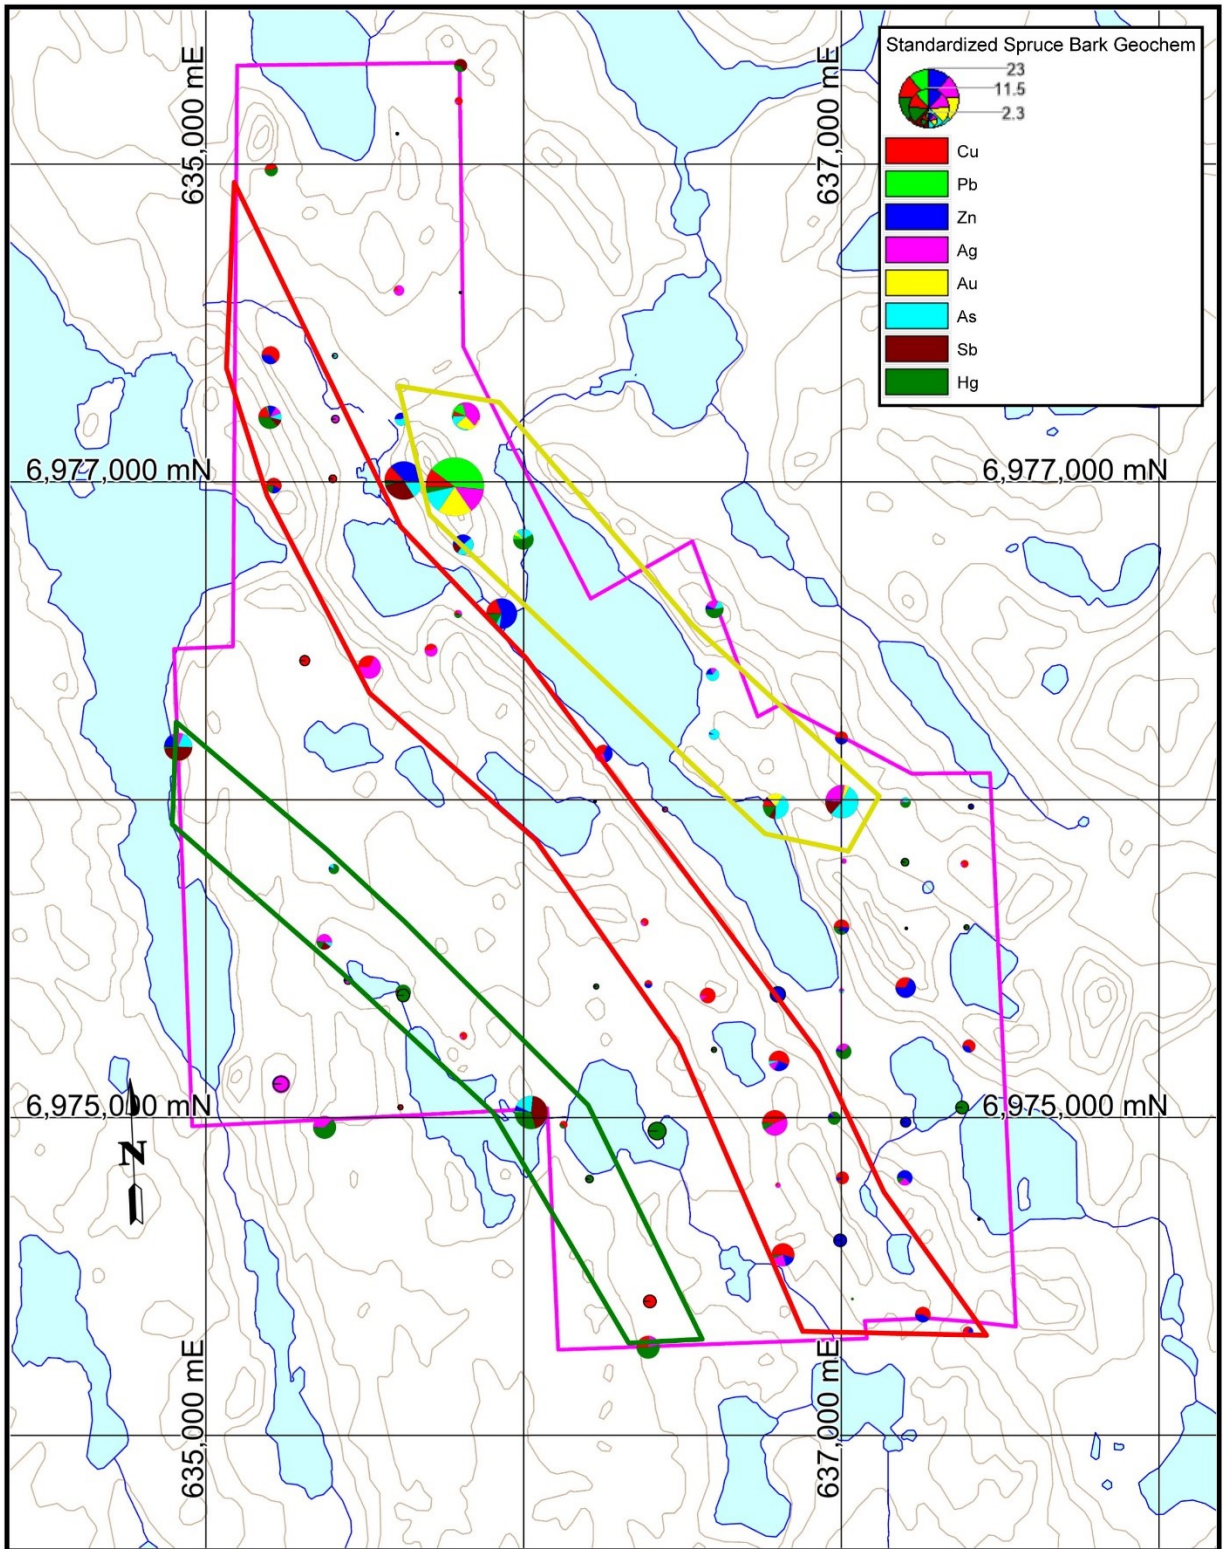 Standardized Spruce Bark Geochem
23
11.5
2.3
Cu
Pb
Zn
Ag
Au
As
Sb
Hg
635,000 mE
637,000 mE
6,977,000 mN
6,977,000 mN
6,975,000 mN
6,975,000 mN
N
635,000 mE
637,000 mE